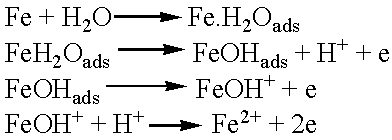 Fe + H₂O ⟶ Fe.H₂Oₐds
FeH₂Oₐds ⟶ FeOHₐds + H⁺ + e
FeOHₐds ⟶ FeOH⁺ + e
FeOH⁺ + H⁺ ⟶ Fe²⁺ + 2e